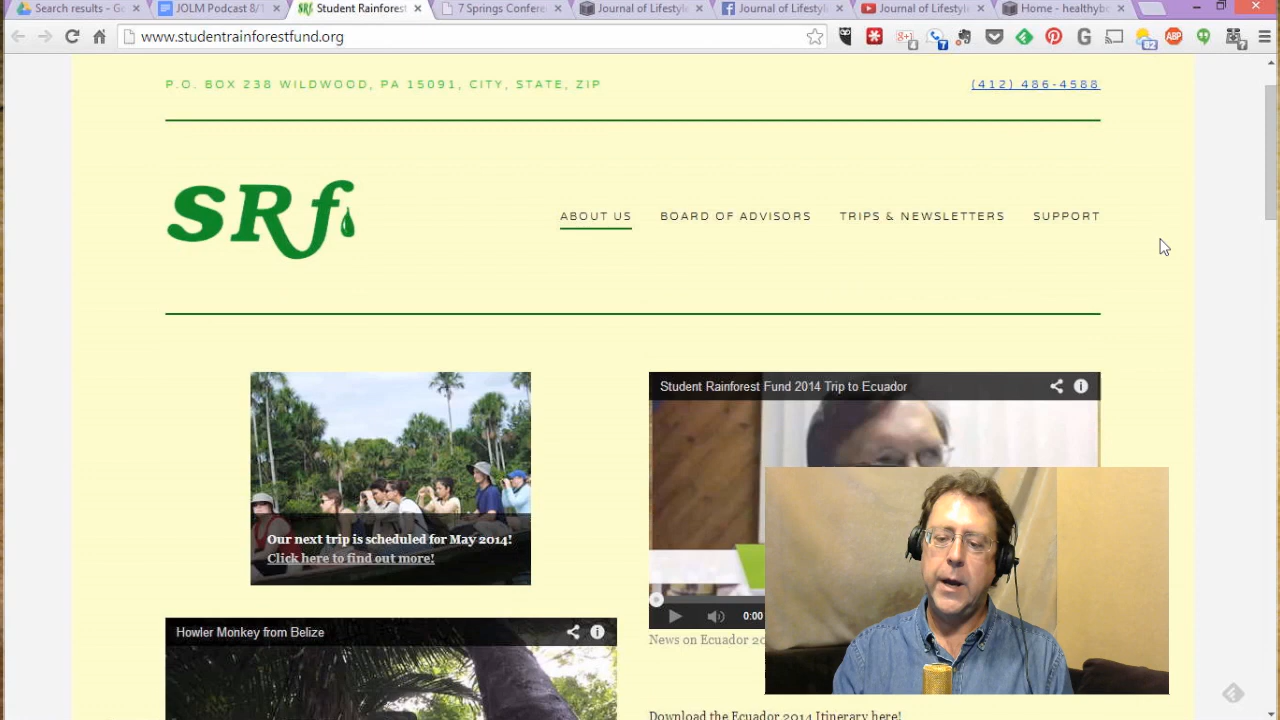 Search results - Go
JOLM Podcast 8/1
Student Rainforest
7 Springs Confere
Journal of Lifestyle
Journal of Lifestyle
Journal of Lifestyle
Home - healthybo
www.studentrainforestfund.org
P.O. BOX 238 WILDWOOD, PA 15091, CITY, STATE, ZIP
(412) 486-4588
SRf
ABOUT US
BOARD OF ADVISORS
TRIPS & NEWSLETTERS
SUPPORT
Our next trip is scheduled for May 2014!
Click here to find out more!
Student Rainforest Fund 2014 Trip to Ecuador
0:00
News on Ecuador 20
Howler Monkey from Belize
Download the Ecuador 2014 Itinerary here!